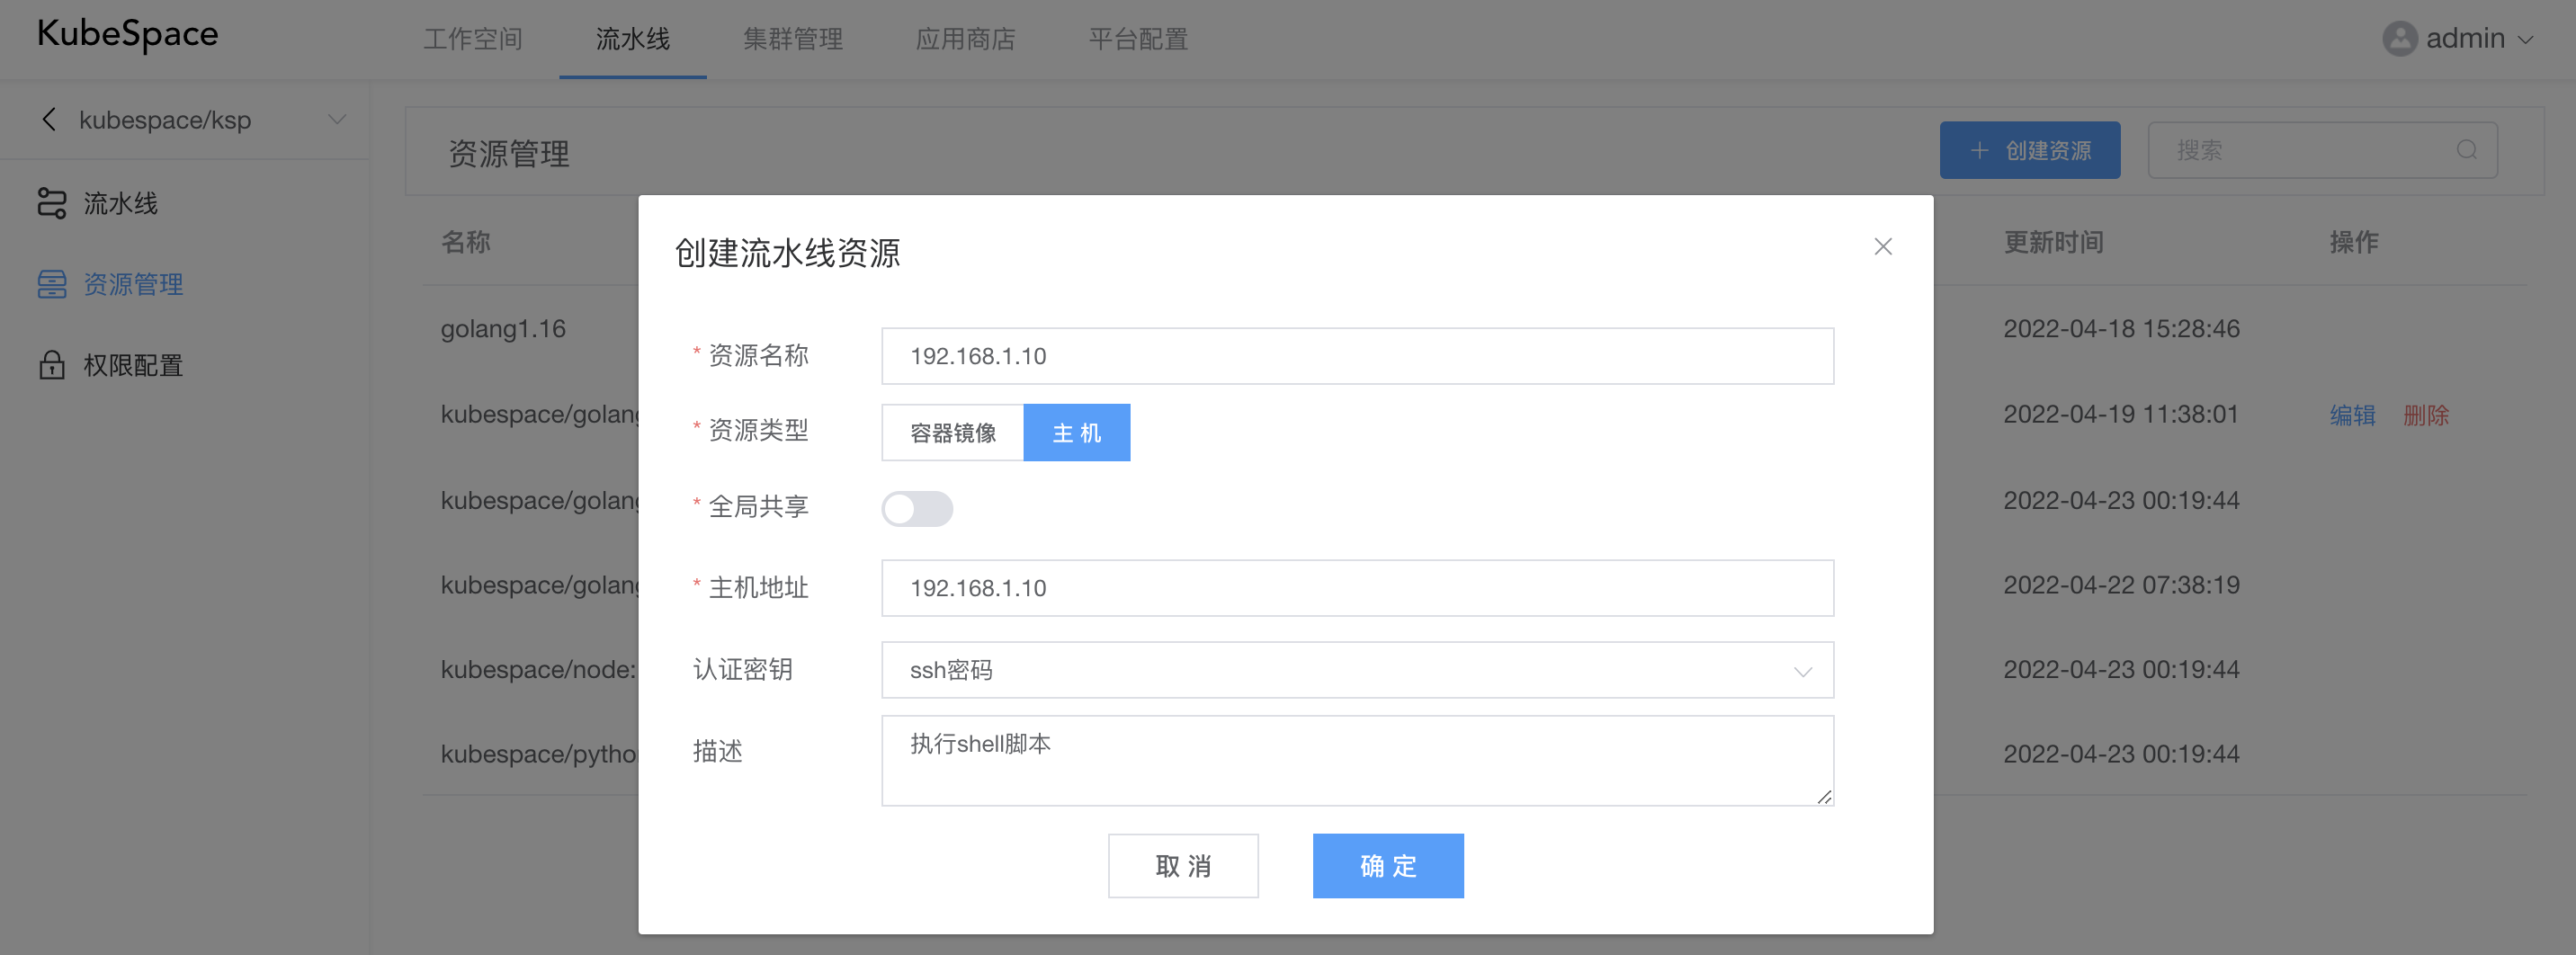 KubeSpace
工作空间 流水线 集群管理 应用商店 平台配置 admin
kubespace/ksp
资源管理 创建资源 搜索
流水线
资源管理
权限配置
名称 更新时间 操作
golang1.16 2022-04-18 15:28:46
kubespace/golang 2022-04-19 11:38:01 编辑 删除
kubespace/golang 2022-04-23 00:19:44
kubespace/golang 2022-04-22 07:38:19
kubespace/node: 2022-04-23 00:19:44
kubespace/pytho 2022-04-23 00:19:44
创建流水线资源
* 资源名称 192.168.1.10
* 资源类型 容器镜像 主机
* 全局共享
* 主机地址 192.168.1.10
认证密钥 ssh密码
描述 执行shell脚本
取消 确定